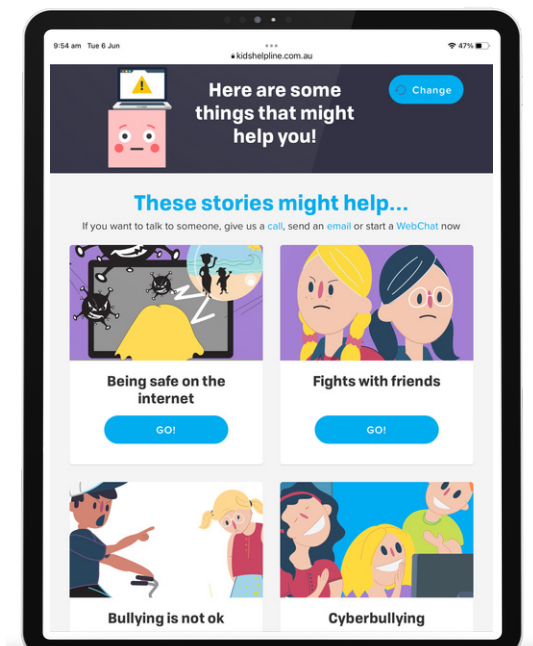 9:54 am Tue 6 Jun
47%
kidshelpline.com.au
Here are some
things that might
help you!
Change
These stories might help...
If you want to talk to someone, give us a call, send an email or start a WebChat now
Being safe on the
internet
GO!
Fights with friends
GO!
Bullying is not ok
Cyberbullying